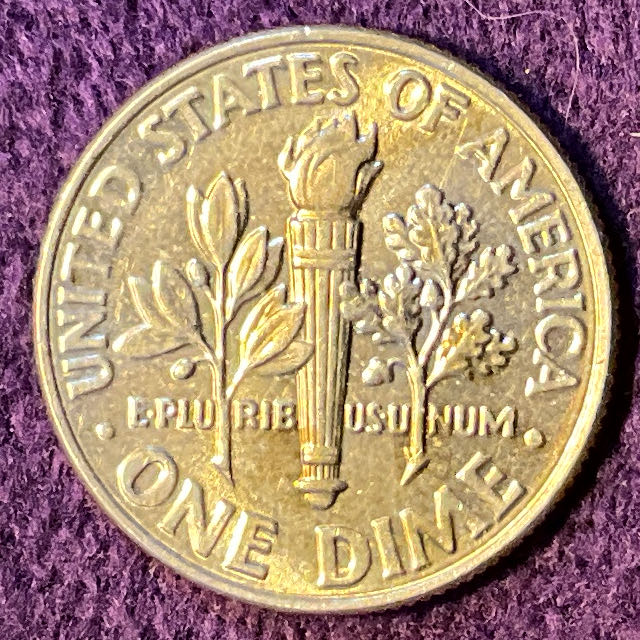 UNITED STATES OF AMERICA
E PLURIBUS UNUM
ONE DIME